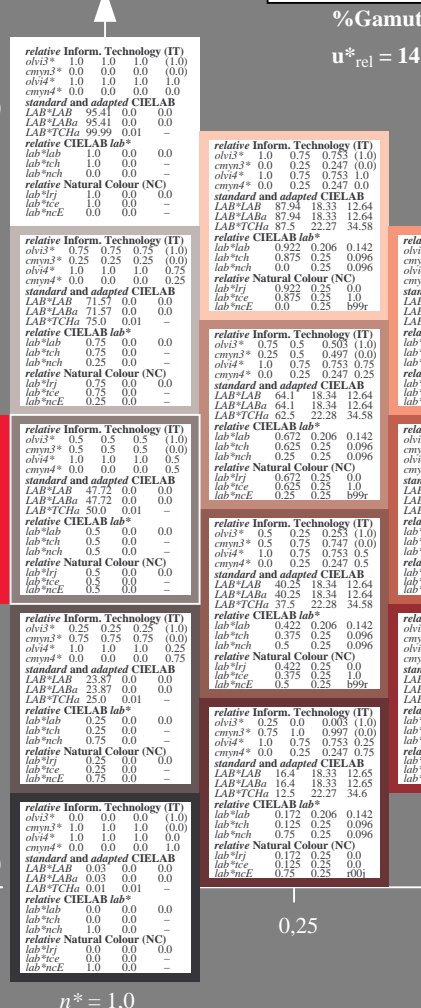 %Gamut
u*rel = 14
relative Inform. Technology (IT)
olvi3* 1.0 1.0 1.0 (1.0)
cmyn3* 0.0 0.0 0.0 (0.0)
olvi4* 1.0 1.0 1.0 1.0
cmyn4* 0.0 0.0 0.0 0.0
standard and adapted CIELAB
LAB*LAB 95.41 0.0 0.0
LAB*LABa 95.41 0.0 0.0
LAB*TCHa 99.99 0.01 –
relative CIELAB lab*
lab*lab 1.0 0.0 0.0
lab*tch 1.0 0.0 –
lab*nch 0.0 0.0 –
relative Natural Colour (NC)
lab*lrj 1.0 0.0 0.0
lab*tce 1.0 0.0 –
lab*ncE 0.0 0.0 –
relative Inform. Technology (IT)
olvi3* 0.75 0.75 0.75 (1.0)
cmyn3* 0.25 0.25 0.25 (0.0)
olvi4* 1.0 1.0 1.0 0.75
cmyn4* 0.0 0.0 0.0 0.25
standard and adapted CIELAB
LAB*LAB 71.57 0.0 0.0
LAB*LABa 71.57 0.0 0.0
LAB*TCHa 75.0 0.01 –
relative CIELAB lab*
lab*lab 0.75 0.0 0.0
lab*tch 0.75 0.0 –
lab*nch 0.25 0.0 –
relative Natural Colour (NC)
lab*lrj 0.75 0.0 0.0
lab*tce 0.75 0.0 –
lab*ncE 0.25 0.0 –
relative Inform. Technology (IT)
olvi3* 0.5 0.5 0.5 (1.0)
cmyn3* 0.5 0.5 0.5 (0.0)
olvi4* 1.0 1.0 1.0 0.5
cmyn4* 0.0 0.0 0.0 0.5
standard and adapted CIELAB
LAB*LAB 47.72 0.0 0.0
LAB*LABa 47.72 0.0 0.0
LAB*TCHa 50.0 0.01 –
relative CIELAB lab*
lab*lab 0.5 0.0 0.0
lab*tch 0.5 0.0 –
lab*nch 0.5 0.0 –
relative Natural Colour (NC)
lab*lrj 0.5 0.0 0.0
lab*tce 0.5 0.0 –
lab*ncE 0.5 0.0 –
relative Inform. Technology (IT)
olvi3* 0.25 0.25 0.25 (1.0)
cmyn3* 0.75 0.75 0.75 (0.0)
olvi4* 1.0 1.0 1.0 0.25
cmyn4* 0.0 0.0 0.0 0.75
standard and adapted CIELAB
LAB*LAB 23.87 0.0 0.0
LAB*LABa 23.87 0.0 0.0
LAB*TCHa 25.0 0.01 –
relative CIELAB lab*
lab*lab 0.25 0.0 0.0
lab*tch 0.25 0.0 –
lab*nch 0.75 0.0 –
relative Natural Colour (NC)
lab*lrj 0.25 0.0 0.0
lab*tce 0.25 0.0 –
lab*ncE 0.75 0.0 –
relative Inform. Technology (IT)
olvi3* 0.0 0.0 0.0 (1.0)
cmyn3* 1.0 1.0 1.0 (0.0)
olvi4* 1.0 1.0 1.0 0.0
cmyn4* 0.0 0.0 0.0 1.0
standard and adapted CIELAB
LAB*LAB 0.03 0.0 0.0
LAB*LABa 0.03 0.0 0.0
LAB*TCHa 0.01 0.01 –
relative CIELAB lab*
lab*lab 0.0 0.0 0.0
lab*tch 0.0 0.0 –
lab*nch 1.0 0.0 –
relative Natural Colour (NC)
lab*lrj 0.0 0.0 0.0
lab*tce 0.0 0.0 –
lab*ncE 1.0 0.0 –
n* = 1,0
relative Inform. Technology (IT)
olvi3* 1.0 0.75 0.753 (1.0)
cmyn3* 0.0 0.25 0.247 (0.0)
olvi4* 1.0 0.75 0.753 1.0
cmyn4* 0.0 0.25 0.247 0.0
standard and adapted CIELAB
LAB*LAB 87.94 18.33 12.64
LAB*LABa 87.94 18.33 12.64
LAB*TCHa 87.5 22.27 34.58
relative CIELAB lab*
lab*lab 0.922 0.206 0.142
lab*tch 0.875 0.25 0.096
lab*nch 0.0 0.25 0.096
relative Natural Colour (NC)
lab*lrj 0.922 0.25 0.0
lab*tce 0.875 0.25 1.0
lab*ncE 0.0 0.25 b99r
relative Inform. Technology (IT)
olvi3* 0.75 0.5 0.503 (1.0)
cmyn3* 0.25 0.5 0.497 (0.0)
olvi4* 1.0 0.75 0.753 0.75
cmyn4* 0.0 0.25 0.247 0.25
standard and adapted CIELAB
LAB*LAB 64.1 18.34 12.64
LAB*LABa 64.1 18.34 12.64
LAB*TCHa 62.5 22.28 34.58
relative CIELAB lab*
lab*lab 0.672 0.206 0.142
lab*tch 0.625 0.25 0.096
lab*nch 0.25 0.25 0.096
relative Natural Colour (NC)
lab*lrj 0.672 0.25 0.0
lab*tce 0.625 0.25 1.0
lab*ncE 0.25 0.25 b99r
relative Inform. Technology (IT)
olvi3* 0.5 0.25 0.253 (1.0)
cmyn3* 0.5 0.75 0.747 (0.0)
olvi4* 1.0 0.75 0.753 0.5
cmyn4* 0.0 0.25 0.247 0.5
standard and adapted CIELAB
LAB*LAB 40.25 18.34 12.64
LAB*LABa 40.25 18.34 12.64
LAB*TCHa 37.5 22.28 34.58
relative CIELAB lab*
lab*lab 0.422 0.206 0.142
lab*tch 0.375 0.25 0.096
lab*nch 0.5 0.25 0.096
relative Natural Colour (NC)
lab*lrj 0.422 0.25 0.0
lab*tce 0.375 0.25 1.0
lab*ncE 0.5 0.25 b99r
relative Inform. Technology (IT)
olvi3* 0.25 0.0 0.003 (1.0)
cmyn3* 0.75 1.0 0.997 (0.0)
olvi4* 1.0 0.75 0.753 0.25
cmyn4* 0.0 0.25 0.247 0.75
standard and adapted CIELAB
LAB*LAB 16.4 18.33 12.65
LAB*LABa 16.4 18.33 12.65
LAB*TCHa 12.5 22.27 34.6
relative CIELAB lab*
lab*lab 0.172 0.206 0.142
lab*tch 0.125 0.25 0.096
lab*nch 0.75 0.25 0.096
relative Natural Colour (NC)
lab*lrj 0.172 0.25 0.0
lab*tce 0.125 0.25 0.0
lab*ncE 0.75 0.25 r00j
0,25